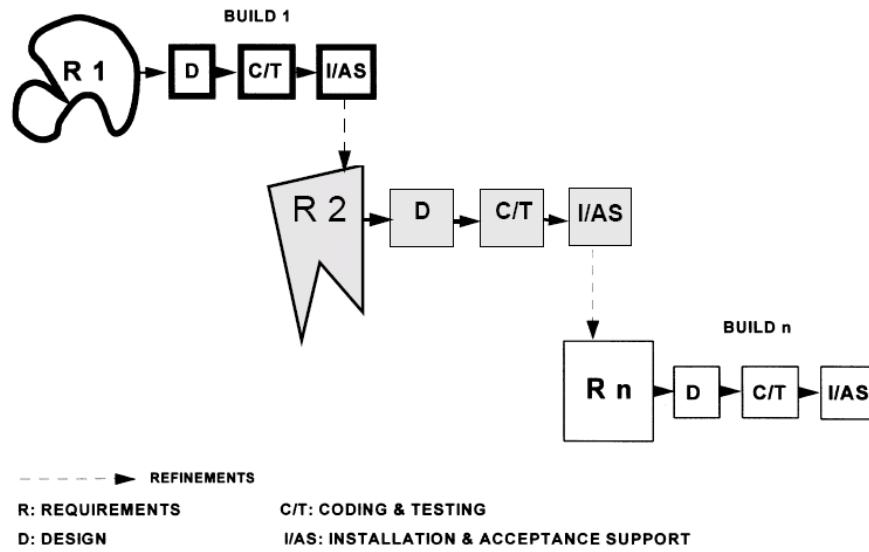 BUILD 1
R 1
D
C/T
I/AS
R 2
D
C/T
I/AS
BUILD n
R n
D
C/T
I/AS
REFINEMENTS
R: REQUIREMENTS
C/T: CODING & TESTING
D: DESIGN
I/AS: INSTALLATION & ACCEPTANCE SUPPORT